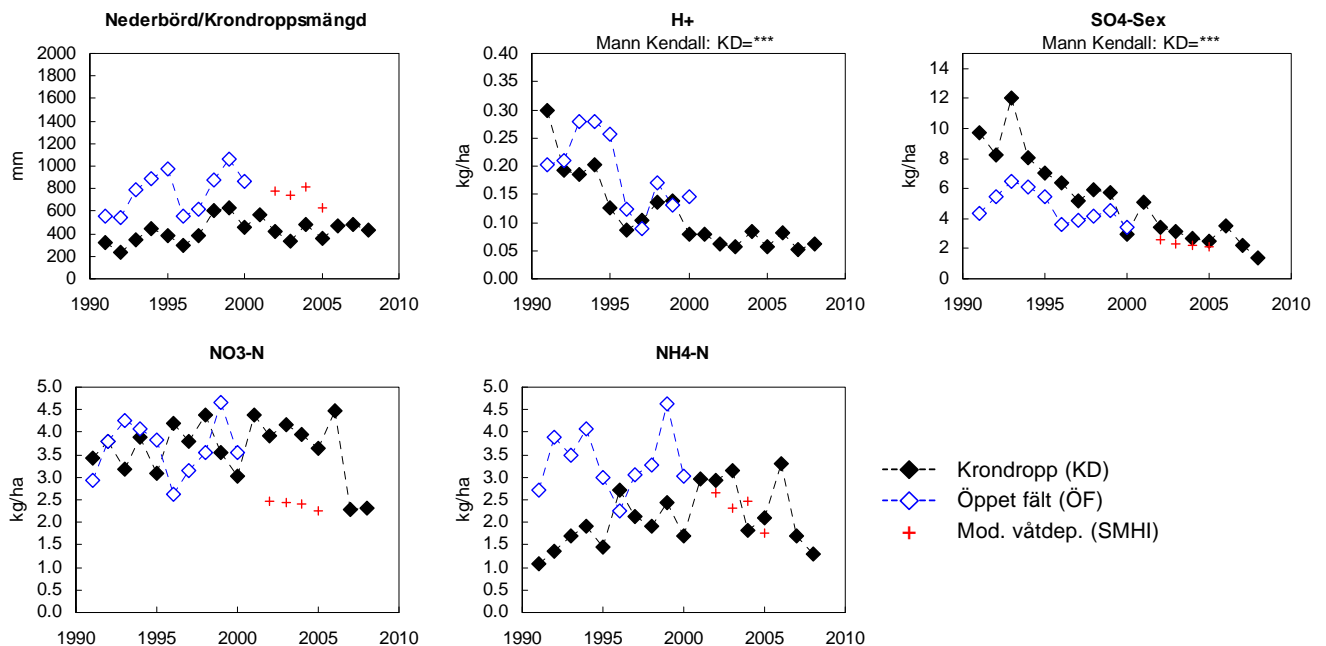 Nederbörd/Krondroppsmängd
mm
2000
1800
1600
1400
1200
1000
800
600
400
200
0
1990 1995 2000 2005 2010
H+
Mann Kendall: KD=***
kg/ha
0.40
0.35
0.30
0.25
0.20
0.15
0.10
0.05
0.00
1990 1995 2000 2005 2010
SO4-Sex
Mann Kendall: KD=***
kg/ha
14
12
10
8
6
4
2
0
1990 1995 2000 2005 2010
NO3-N
kg/ha
5.0
4.5
4.0
3.5
3.0
2.5
2.0
1.5
1.0
0.5
0.0
1990 1995 2000 2005 2010
NH4-N
kg/ha
5.0
4.5
4.0
3.5
3.0
2.5
2.0
1.5
1.0
0.5
0.0
1990 1995 2000 2005 2010
Krondropp (KD)
Öppet fält (ÖF)
Mod. våtdep. (SMHI)